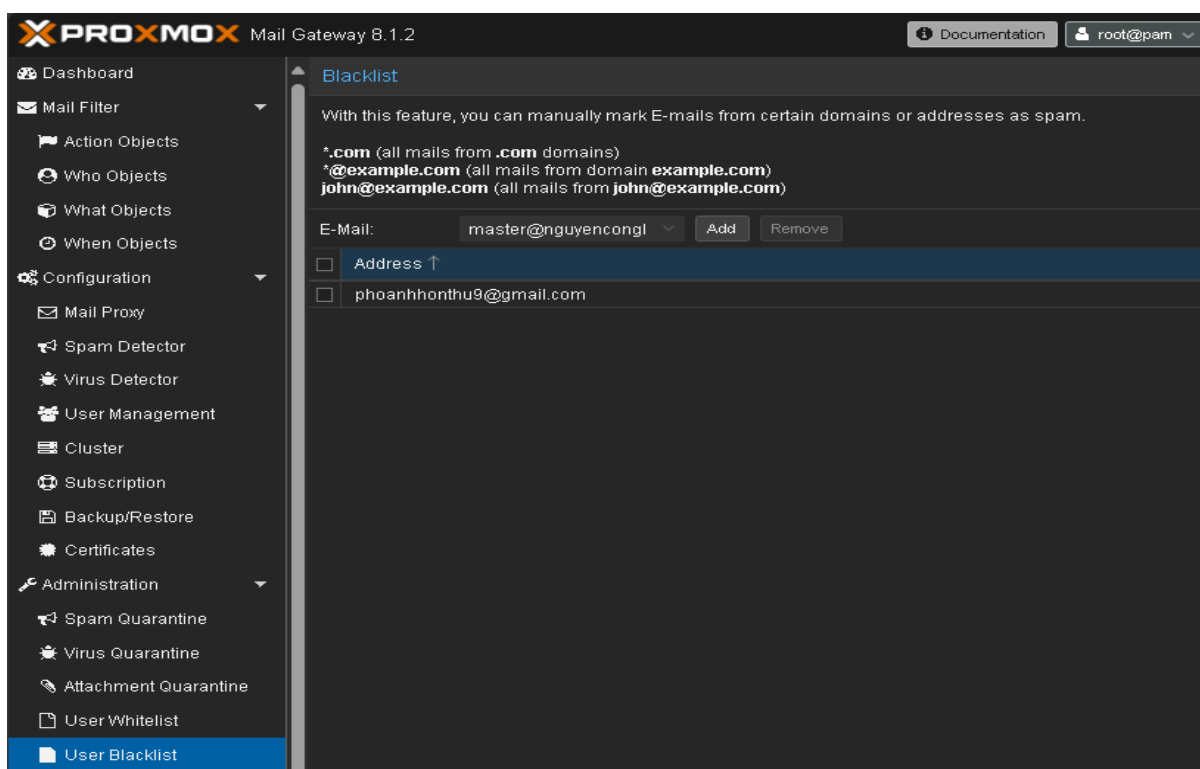 PROXMOX Mail Gateway 8.1.2
Documentation
root@pam
Dashboard
Mail Filter
Action Objects
Who Objects
What Objects
When Objects
Configuration
Mail Proxy
Spam Detector
Virus Detector
User Management
Cluster
Subscription
Backup/Restore
Certificates
Administration
Spam Quarantine
Virus Quarantine
Attachment Quarantine
User Whitelist
User Blacklist
Blacklist
With this feature, you can manually mark E-mails from certain domains or addresses as spam.
*.com (all mails from .com domains)
*@example.com (all mails from domain example.com)
john@example.com (all mails from john@example.com)
E-Mail: master@nguyencongl Add Remove
Address ↑
phoanhhonthu9@gmail.com